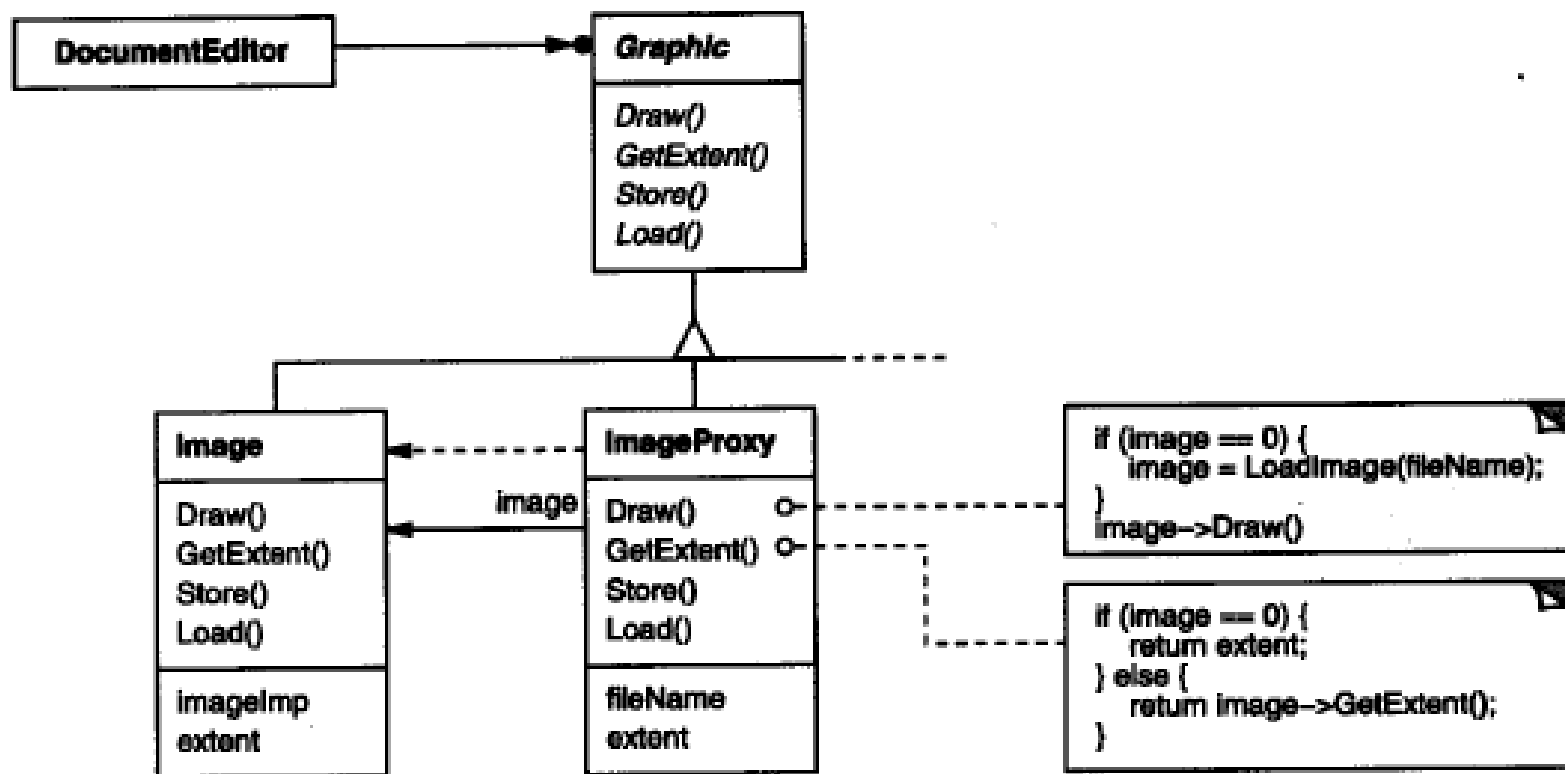 DocumentEditor
Graphic
Draw()
GetExtent()
Store()
Load()
Image
Draw()
GetExtent()
Store()
Load()
imageImp
extent
image
ImageProxy
Draw()
GetExtent()
Store()
Load()
fileName
extent
if (image == 0) {
image = LoadImage(fileName);
}
image->Draw()
if (image == 0) {
return extent;
} else {
return image->GetExtent();
}